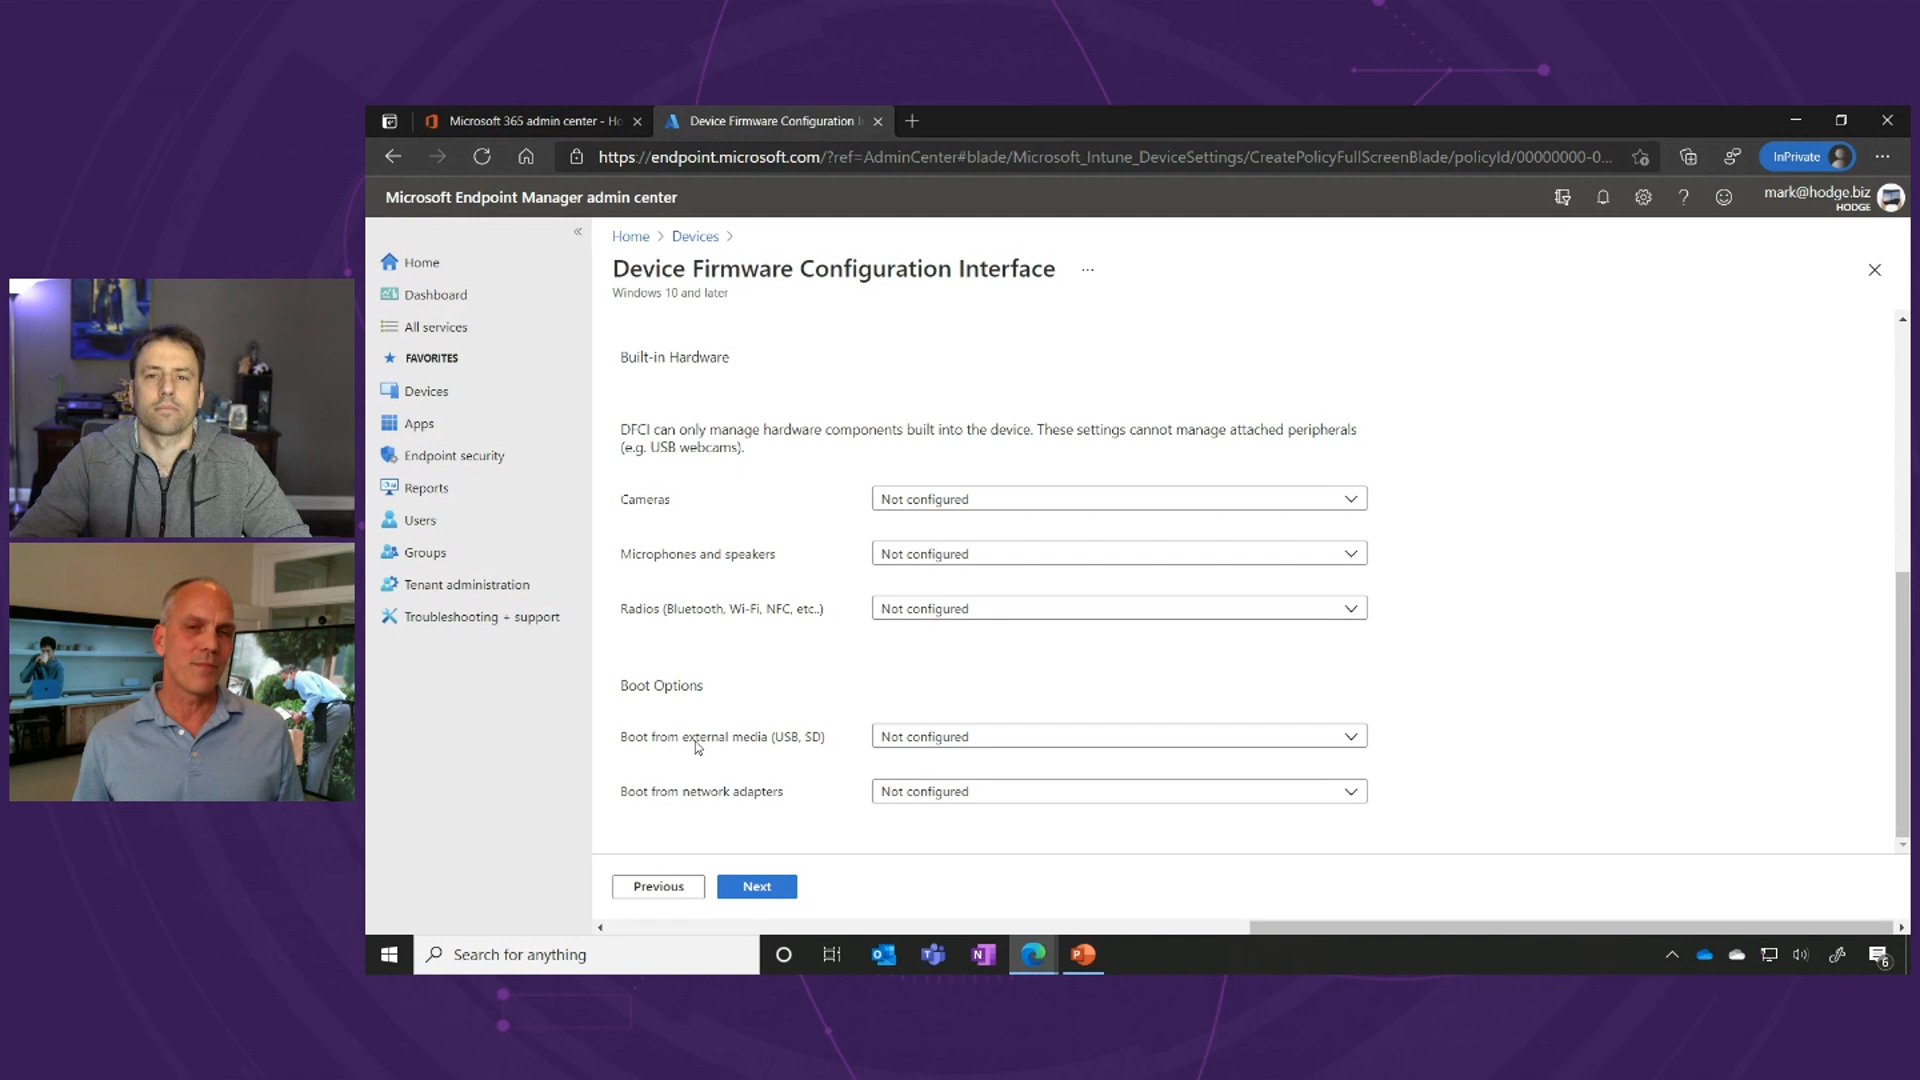 Microsoft 365 admin center - Ho
Device Firmware Configuration I
https://endpoint.microsoft.com/?ref=AdminCenter#blade/Microsoft_Intune_DeviceSettings/CreatePolicyFullScreenBlade/policyId/00000000-0...
InPrivate
Microsoft Endpoint Manager admin center
mark@hodge.biz
HODGE
Home
Dashboard
All services
FAVORITES
Devices
Apps
Endpoint security
Reports
Users
Groups
Tenant administration
Troubleshooting + support
Home > Devices >
Device Firmware Configuration Interface ...
Windows 10 and later
Built-in Hardware
DFCI can only manage hardware components built into the device. These settings cannot manage attached peripherals
(e.g. USB webcams).
Cameras Not configured
Microphones and speakers Not configured
Radios (Bluetooth, Wi-Fi, NFC, etc..) Not configured
Boot Options
Boot from external media (USB, SD) Not configured
Boot from network adapters Not configured
Previous Next
Search for anything
6